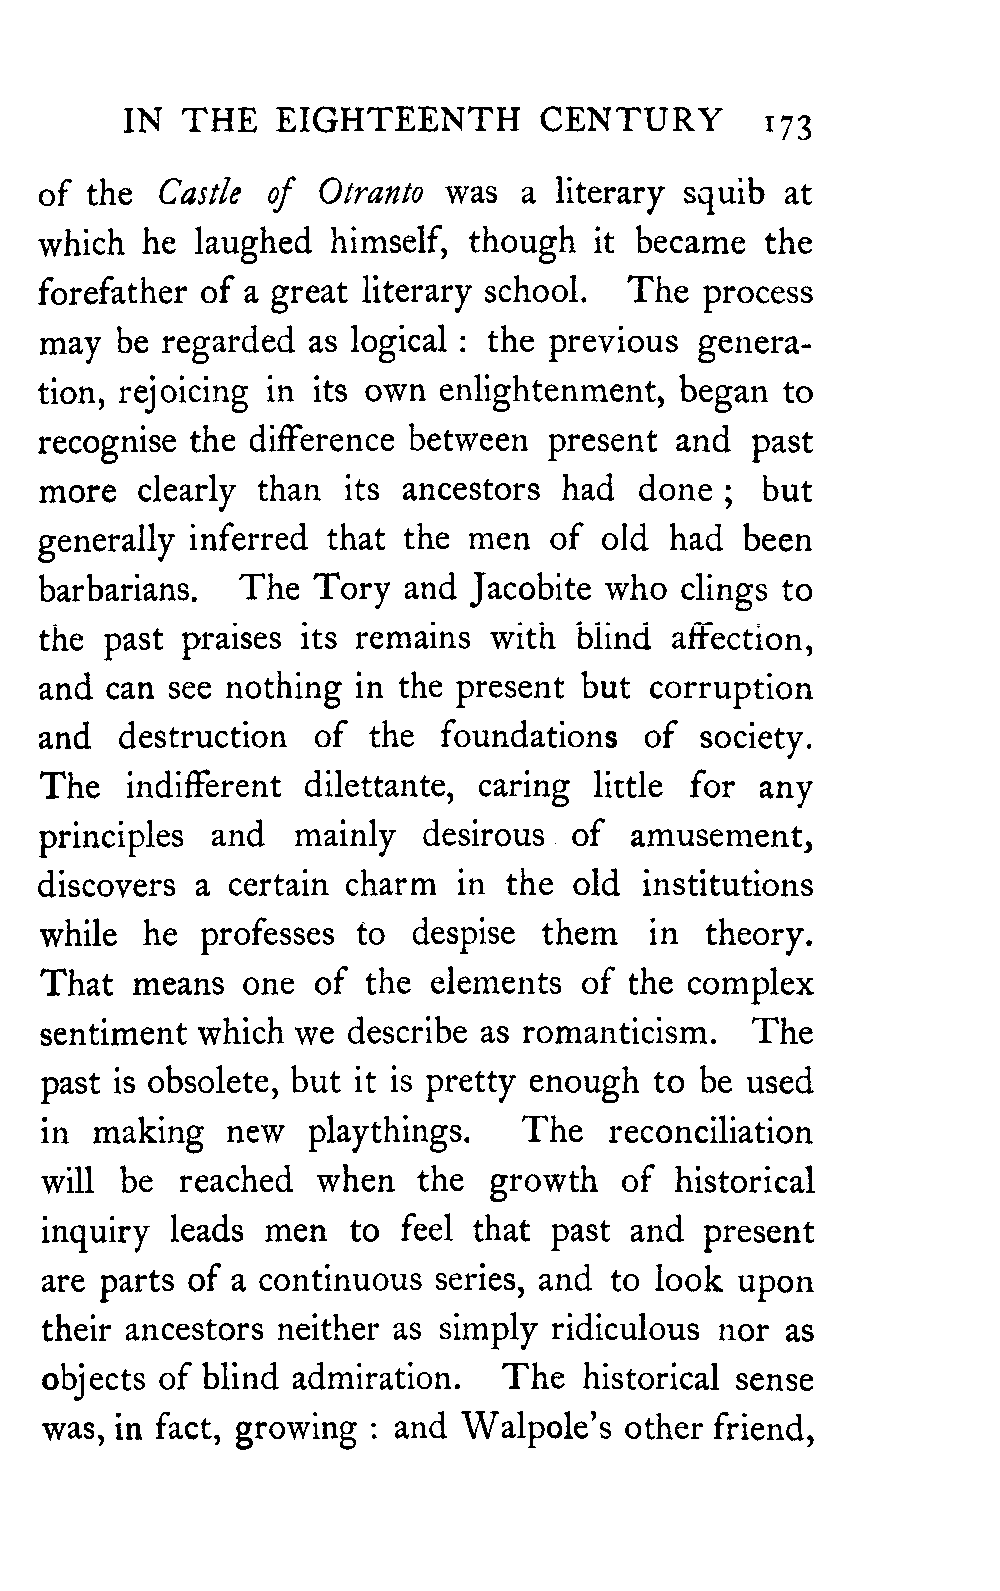 IN THE EIGHTEENTH CENTURY 173
of the Castle of Otranto was a literary squib at
which he laughed himself, though it became the
forefather of a great literary school. The process
may be regarded as logical : the previous genera-
tion, rejoicing in its own enlightenment, began to
recognise the difference between present and past
more clearly than its ancestors had done ; but
generally inferred that the men of old had been
barbarians. The Tory and Jacobite who clings to
the past praises its remains with blind affection,
and can see nothing in the present but corruption
and destruction of the foundations of society.
The indifferent dilettante, caring little for any
principles and mainly desirous of amusement,
discovers a certain charm in the old institutions
while he professes to despise them in theory.
That means one of the elements of the complex
sentiment which we describe as romanticism. The
past is obsolete, but it is pretty enough to be used
in making new playthings. The reconciliation
will be reached when the growth of historical
inquiry leads men to feel that past and present
are parts of a continuous series, and to look upon
their ancestors neither as simply ridiculous nor as
objects of blind admiration. The historical sense
was, in fact, growing : and Walpole's other friend,